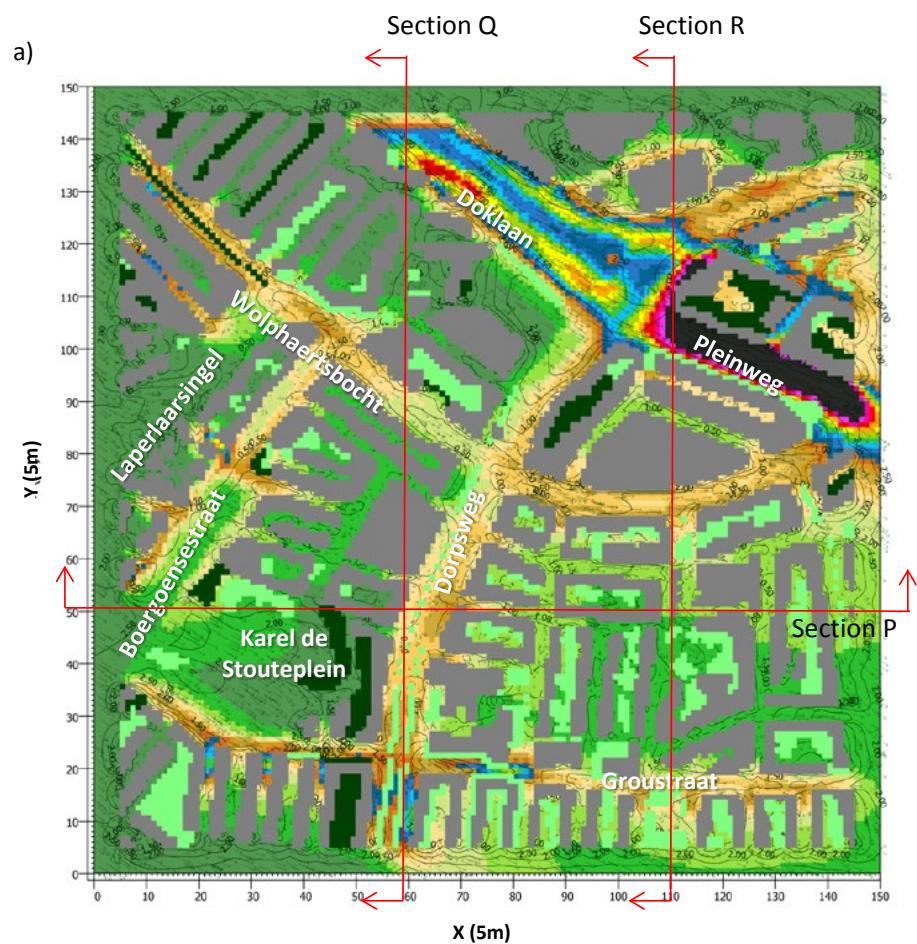 Section Q
Section R
a)
150
140
130
120
110
100
90
80
70
60
50
40
30
20
10
0
Y (5m)
Doklaan
Wolphaertsbocht
Pleinweg
Laperlaarsingel
Dorpsweg
Boergoensestraat
Section P
Karel de
Stouteplein
Groustraat
0 10 20 30 40 50 60 70 80 90 100 110 120 130 140 150
X (5m)